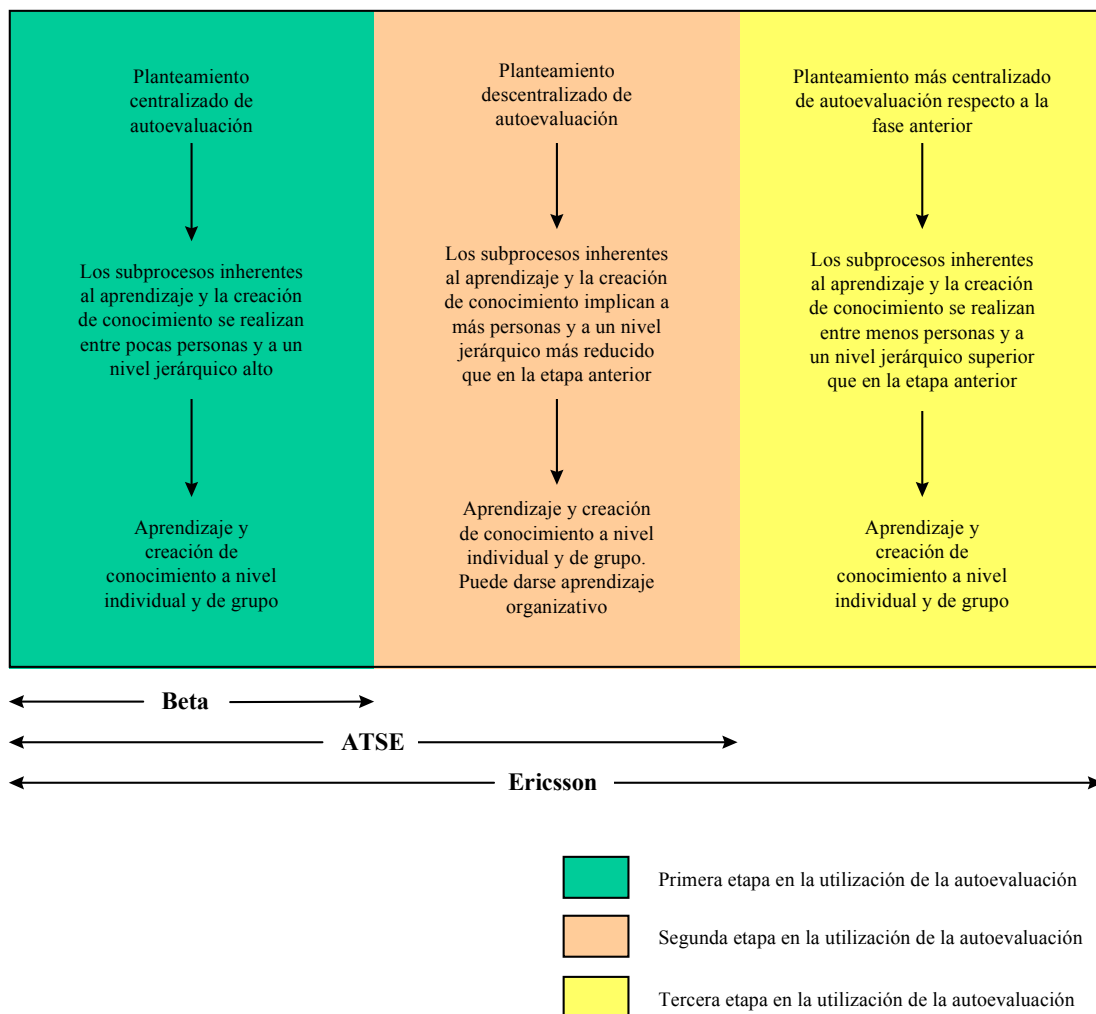 Planteamiento
centralizado de
autoevaluación
Los subprocesos inherentes
al aprendizaje y la creación
de conocimiento se realizan
entre pocas personas y a un
nivel jerárquico alto
Aprendizaje y
creación de
conocimiento a nivel
individual y de grupo
Planteamiento
descentralizado de
autoevaluación
Los subprocesos inherentes
al aprendizaje y la creación
de conocimiento implican a
más personas y a un nivel
jerárquico más reducido
que en la etapa anterior
Aprendizaje y creación
de conocimiento a nivel
individual y de grupo.
Puede darse aprendizaje
organizativo
Planteamiento más centralizado
de autoevaluación respecto a la
fase anterior
Los subprocesos inherentes
al aprendizaje y la creación
de conocimiento se realizan
entre menos personas y a
un nivel jerárquico superior
que en la etapa anterior
Aprendizaje y
creación de
conocimiento a nivel
individual y de grupo
Beta
ATSE
Ericsson
Primera etapa en la utilización de la autoevaluación
Segunda etapa en la utilización de la autoevaluación
Tercera etapa en la utilización de la autoevaluación